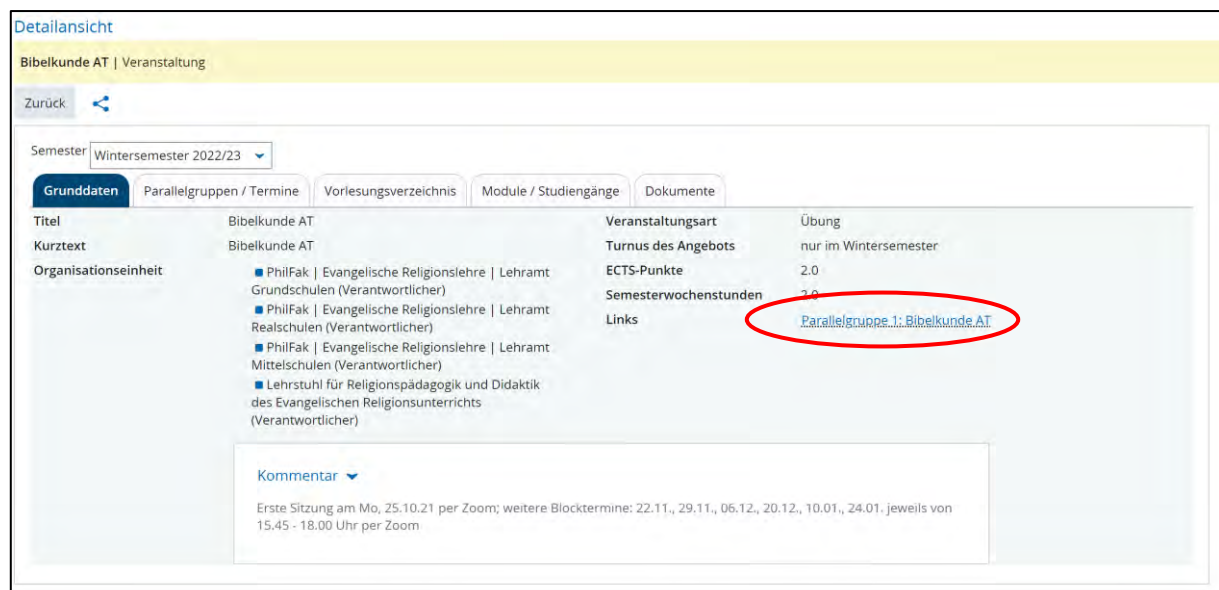 Detailansicht
Bibelkunde AT | Veranstaltung
Zurück
Semester Wintersemester 2022/23
Grunddaten Parallelgruppen / Termine Vorlesungsverzeichnis Module / Studiengänge Dokumente
Titel Bibelkunde AT
Kurztext Bibelkunde AT
Organisationseinheit PhilFak | Evangelische Religionslehre | Lehramt
Grundschulen (Verantwortlicher)
PhilFak | Evangelische Religionslehre | Lehramt
Realschulen (Verantwortlicher)
PhilFak | Evangelische Religionslehre | Lehramt
Mittelschulen (Verantwortlicher)
Lehrstuhl für Religionspädagogik und Didaktik
des Evangelischen Religionsunterrichts
(Verantwortlicher)
Veranstaltungsart Übung
Turnus des Angebots nur im Wintersemester
ECTS-Punkte 2.0
Semesterwochenstunden 2.0
Links Parallelgruppe 1: Bibelkunde AT
Kommentar
Erste Sitzung am Mo, 25.10.21 per Zoom; weitere Blocktermine: 22.11., 29.11., 06.12., 20.12., 10.01., 24.01. jeweils von
15.45 - 18.00 Uhr per Zoom